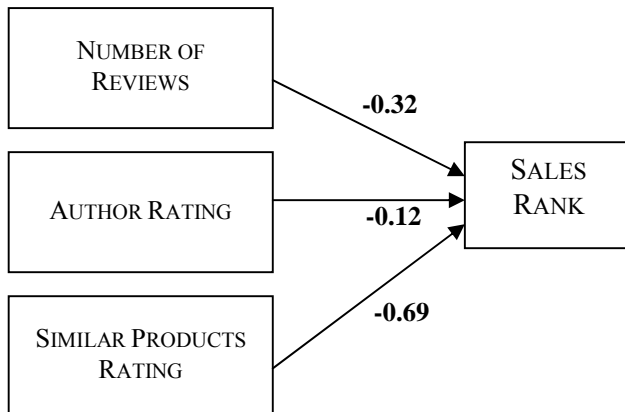 NUMBER OF
REVIEWS
-0.32
SALES
RANK
AUTHOR RATING
-0.12
-0.69
SIMILAR PRODUCTS
RATING